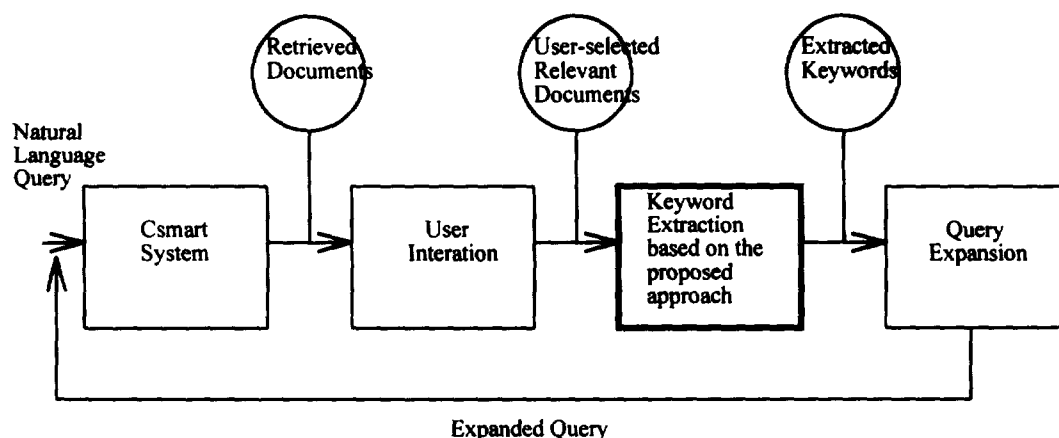 Retrieved
Documents
User-selected
Relevant
Documents
Extracted
Keywords
Natural
Language
Query
Csmart
System
User
Interation
Keyword
Extraction
based on the
proposed
approach
Query
Expansion
Expanded Query